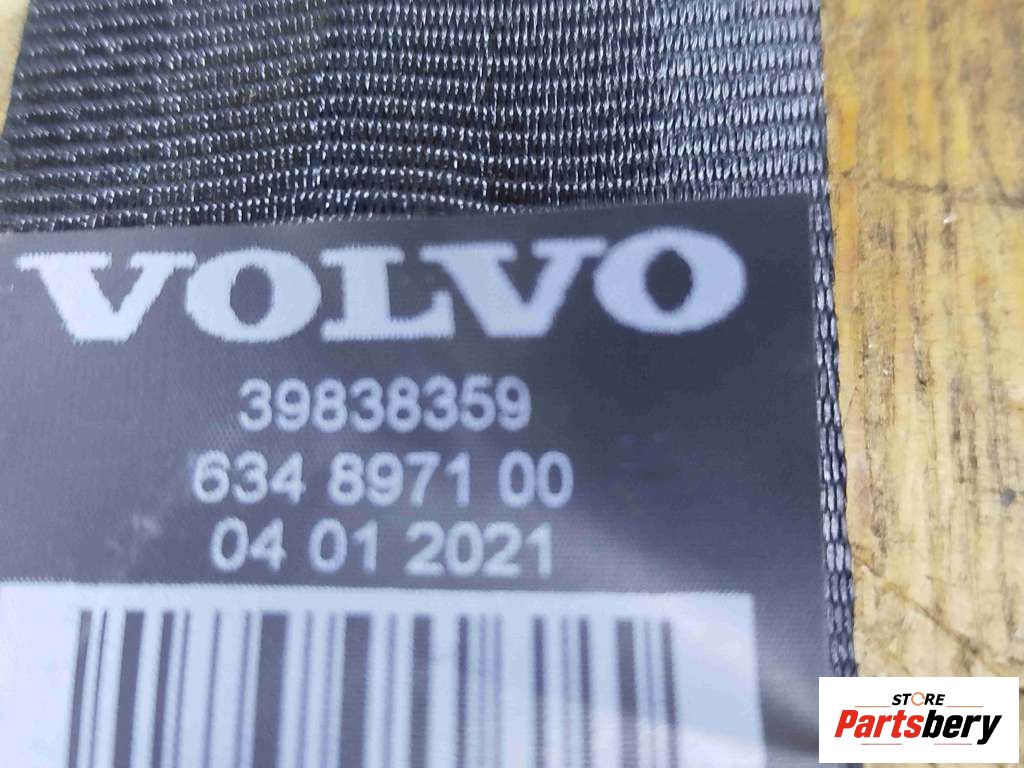 VOLVO
39838359
634 8971 00
04 01 2021
STORE
Partsbery